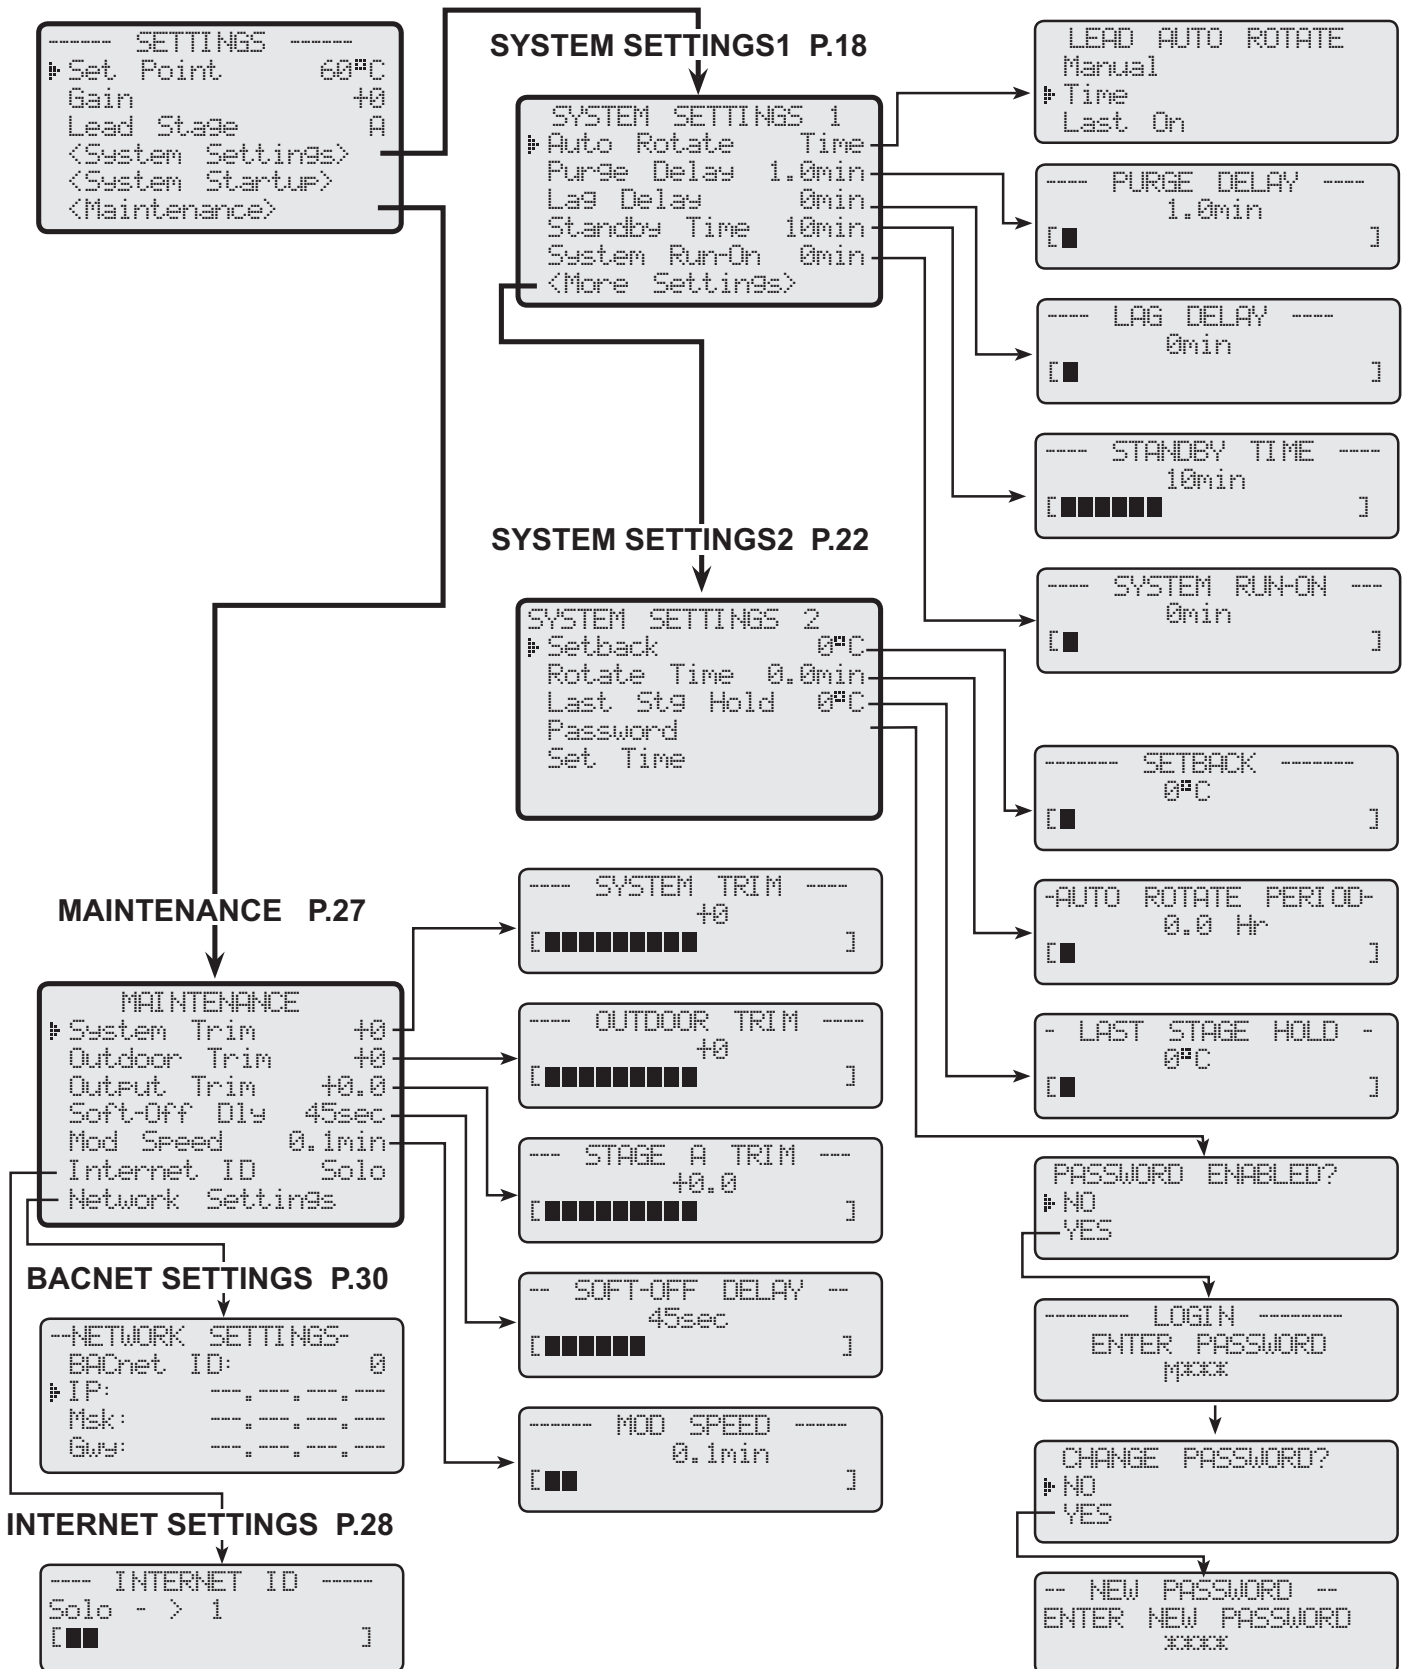 ------ SETTINGS ------
Set Point 60°C
Gain +0
Lead Stage A
<System Settings>
<System Startup>
<Maintenance>
SYSTEM SETTINGS1 P.18
SYSTEM SETTINGS 1
Auto Rotate Time
Purge Delay 1.0min
Lag Delay 0min
Standby Time 10min
System Run-On 0min
<More Settings>
LEAD AUTO ROTATE
Manual
Time
Last On
---- PURGE DELAY ----
1.0min
[ ]
---- LAG DELAY ----
0min
[ ]
---- STANDBY TIME ----
10min
[ ]
---- SYSTEM RUN-ON ---
0min
[ ]
SYSTEM SETTINGS2 P.22
SYSTEM SETTINGS 2
Setback 0°C
Rotate Time 0.0min
Last Stg Hold 0°C
Password
Set Time
------- SETBACK -------
0°C
[ ]
-AUTO ROTATE PERIOD-
0.0 Hr
[ ]
- LAST STAGE HOLD -
0°C
[ ]
PASSWORD ENABLED?
NO
YES
-------- LOGIN --------
ENTER PASSWORD
M***
CHANGE PASSWORD?
NO
YES
-- NEW PASSWORD --
ENTER NEW PASSWORD
****
MAINTENANCE P.27
MAINTENANCE
System Trim +0
Outdoor Trim +0
Output Trim +0.0
Soft-Off Dly 45sec
Mod Speed 0.1min
Internet ID Solo
Network Settings
---- SYSTEM TRIM ----
+0
[ ]
---- OUTDOOR TRIM ----
+0
[ ]
--- STAGE A TRIM ---
+0.0
[ ]
-- SOFT-OFF DELAY --
45sec
[ ]
------ MOD SPEED -----
0.1min
[ ]
BACNET SETTINGS P.30
--NETWORK SETTINGS-
BACnet ID: 0
IP: ---.---.---.---
Msk: ---.---.---.---
Gwy: ---.---.---.---
INTERNET SETTINGS P.28
---- INTERNET ID -----
Solo - > 1
[ ]